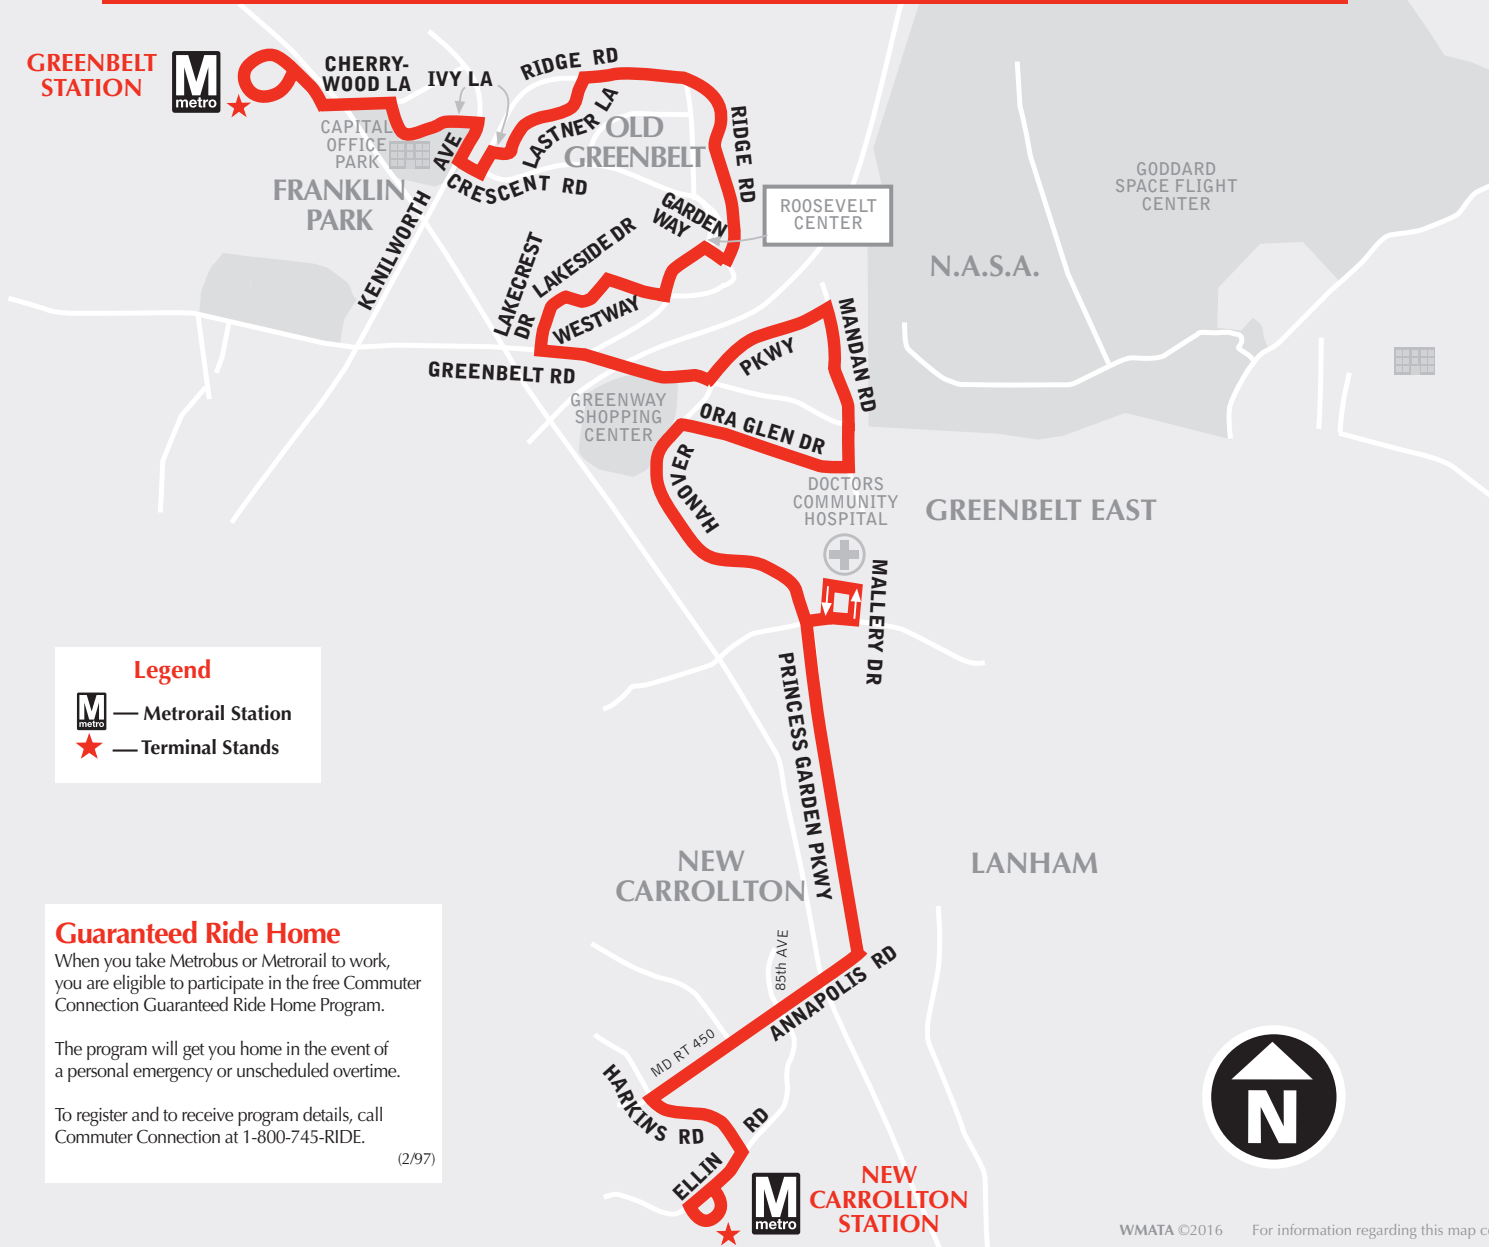 GREENBELT
STATION
M
metro
CHERRY-
WOOD LA
IVY LA
RIDGE RD
LASTNER LA
OLD
GREENBELT
RIDGE RD
CAPITAL
OFFICE
PARK
KENILWORTH AVE
CRESCENT RD
FRANKLIN
PARK
GARDEN
WAY
ROOSEVELT
CENTER
GODDARD
SPACE FLIGHT
CENTER
N.A.S.A.
LAKECREST
DR
LAKESIDE DR
WESTWAY
GREENBELT RD
PKWY
MANDAN RD
GREENWAY
SHOPPING
CENTER
ORA GLEN DR
HANOVER
DOCTORS
COMMUNITY
HOSPITAL
GREENBELT EAST
MALLERY DR
PRINCESS GARDEN PKWY
Legend
M
metro
— Metrorail Station
— Terminal Stands
NEW
CARROLLTON
LANHAM
85th AVE
ANNAPOLIS RD
MD RT 450
HARKINS RD
ELLIN RD
Guaranteed Ride Home
When you take Metrobus or Metrorail to work,
you are eligible to participate in the free Commuter
Connection Guaranteed Ride Home Program.
The program will get you home in the event of
a personal emergency or unscheduled overtime.
To register and to receive program details, call
Commuter Connection at 1-800-745-RIDE.
(2/97)
N
M
metro
NEW
CARROLLTON
STATION
WMATA ©2016 For information regarding this map c